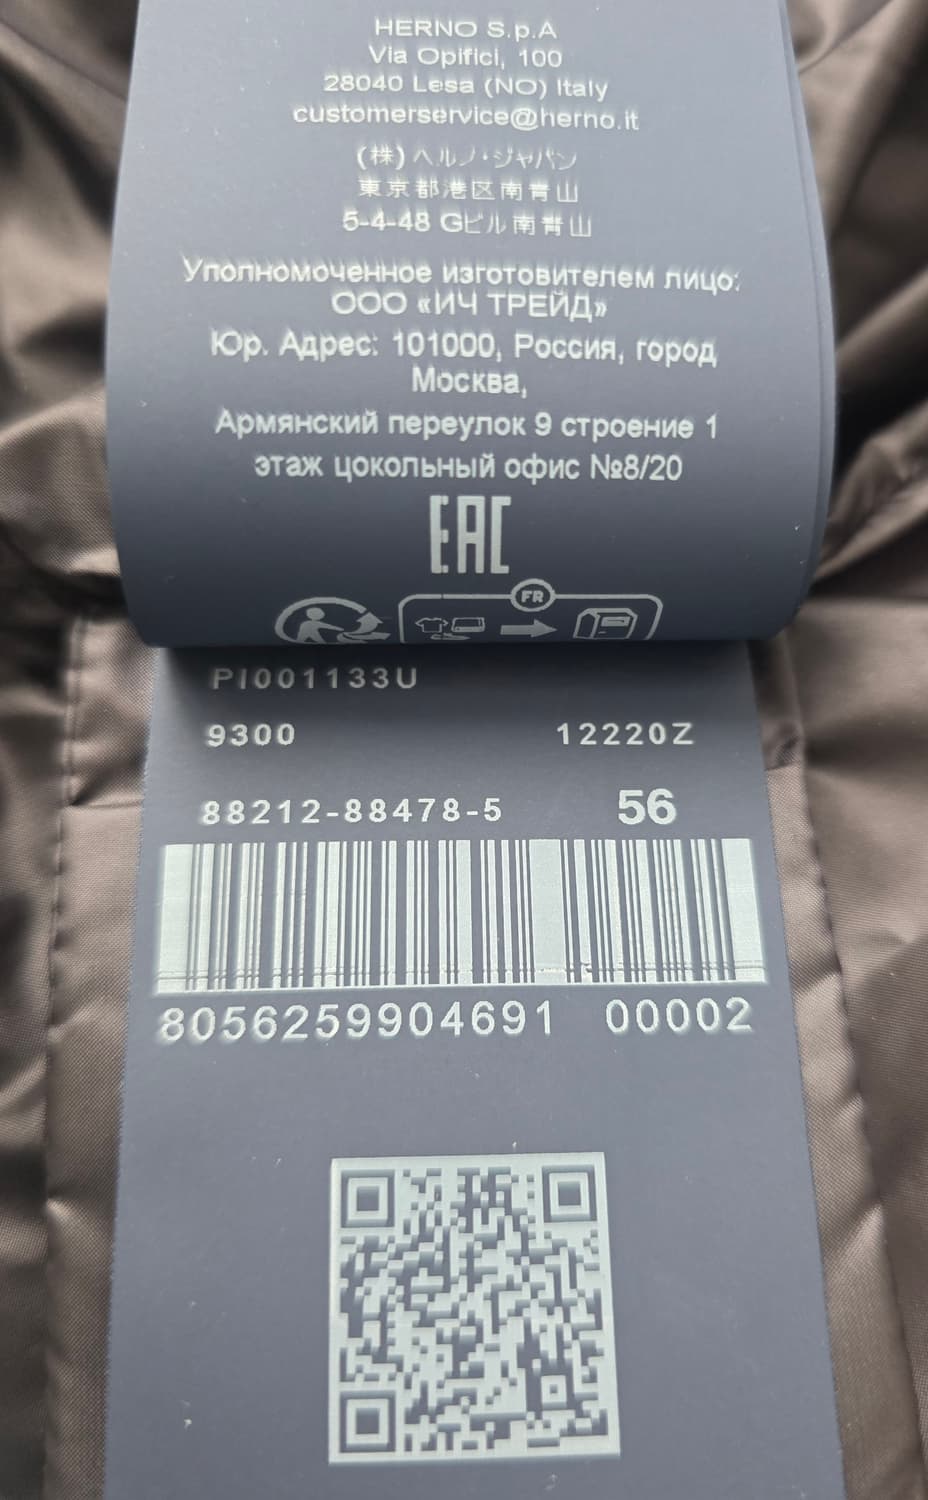 HERNO S.p.A
Via Opifici, 100
28040 Lesa (NO) Italy
customerservice@herno.it
(株)ヘルノ・ジャパン
東京都港区南青山
5-4-48 Gビル南青山
Уполномоченное изготовителем лицо:
ООО «ИЧ ТРЕЙД»
Юр. Адрес: 101000, Россия, город
Москва,
Армянский переулок 9 строение 1
этаж цокольный офис №8/20
EAC
FR
PI001133U
9300 12220Z
88212-88478-5 56
8056259904691 00002